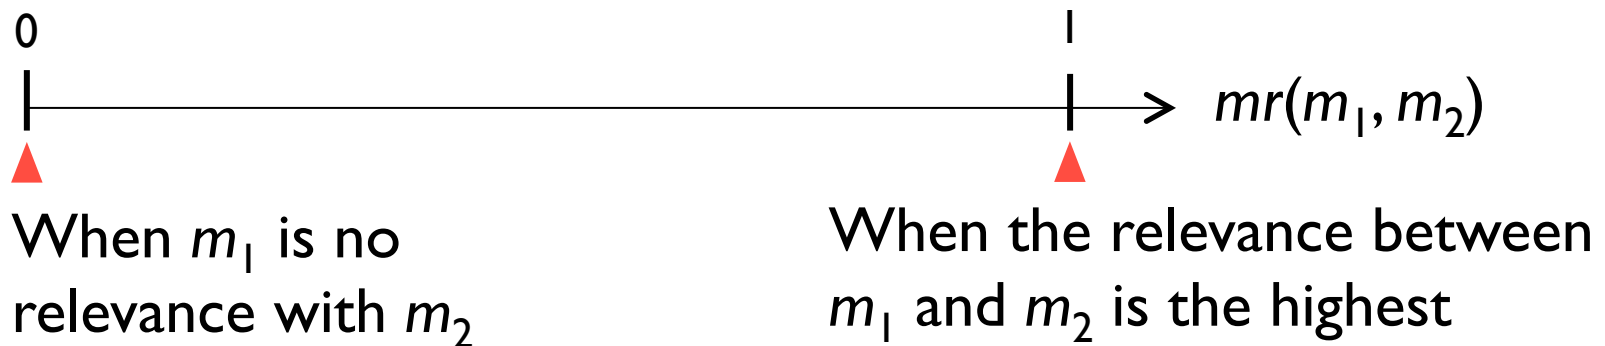 0
1
mr(m₁, m₂)
When m₁ is no
relevance with m₂
When the relevance between
m₁ and m₂ is the highest